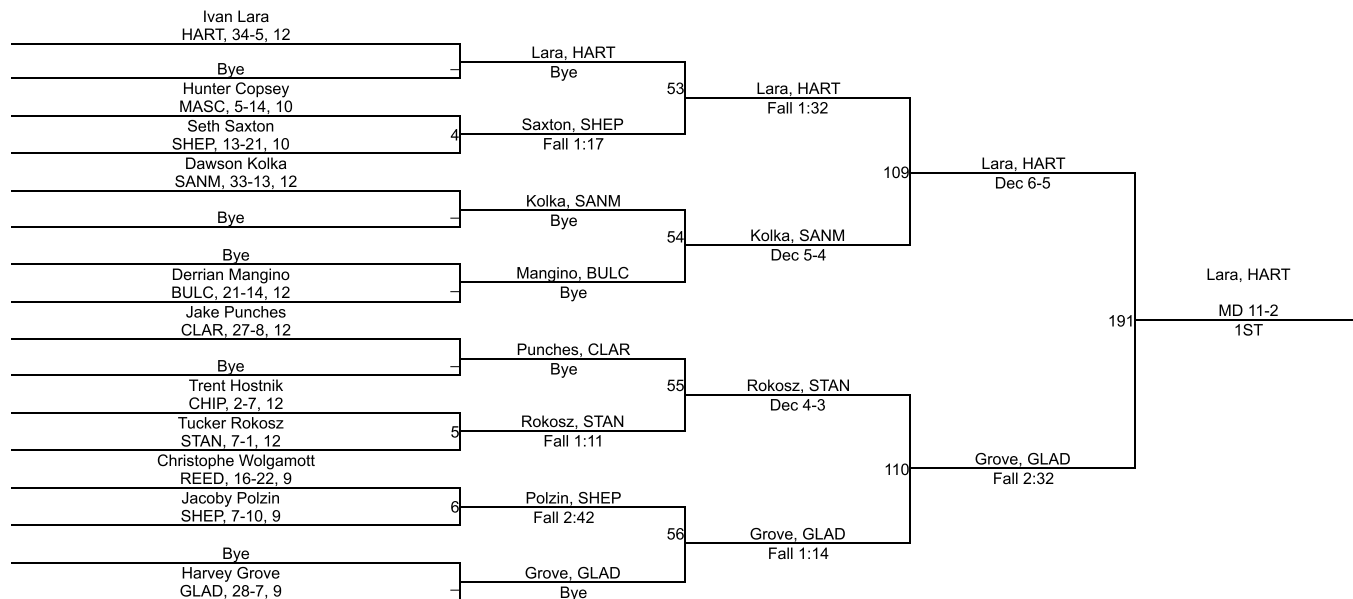 Ivan Lara
HART, 34-5, 12
Bye
Hunter Copsey
MASC, 5-14, 10
Seth Saxton
SHEP, 13-21, 10
Dawson Kolka
SANM, 33-13, 12
Bye
Bye
Derrian Mangino
BULC, 21-14, 12
Jake Punches
CLAR, 27-8, 12
Bye
Trent Hostnik
CHIP, 2-7, 12
Tucker Rokosz
STAN, 7-1, 12
Christophe Wolgamott
REED, 16-22, 9
Jacoby Polzin
SHEP, 7-10, 9
Bye
Harvey Grove
GLAD, 28-7, 9
–
4
–
–
–
5
6
–
Lara, HART
Bye
Saxton, SHEP
Fall 1:17
Kolka, SANM
Bye
Mangino, BULC
Bye
Punches, CLAR
Bye
Rokosz, STAN
Fall 1:11
Polzin, SHEP
Fall 2:42
Grove, GLAD
Bye
53
54
55
56
Lara, HART
Fall 1:32
Kolka, SANM
Dec 5-4
Rokosz, STAN
Dec 4-3
Grove, GLAD
Fall 1:14
109
110
Lara, HART
Dec 6-5
Grove, GLAD
Fall 2:32
191
Lara, HART
MD 11-2
1ST